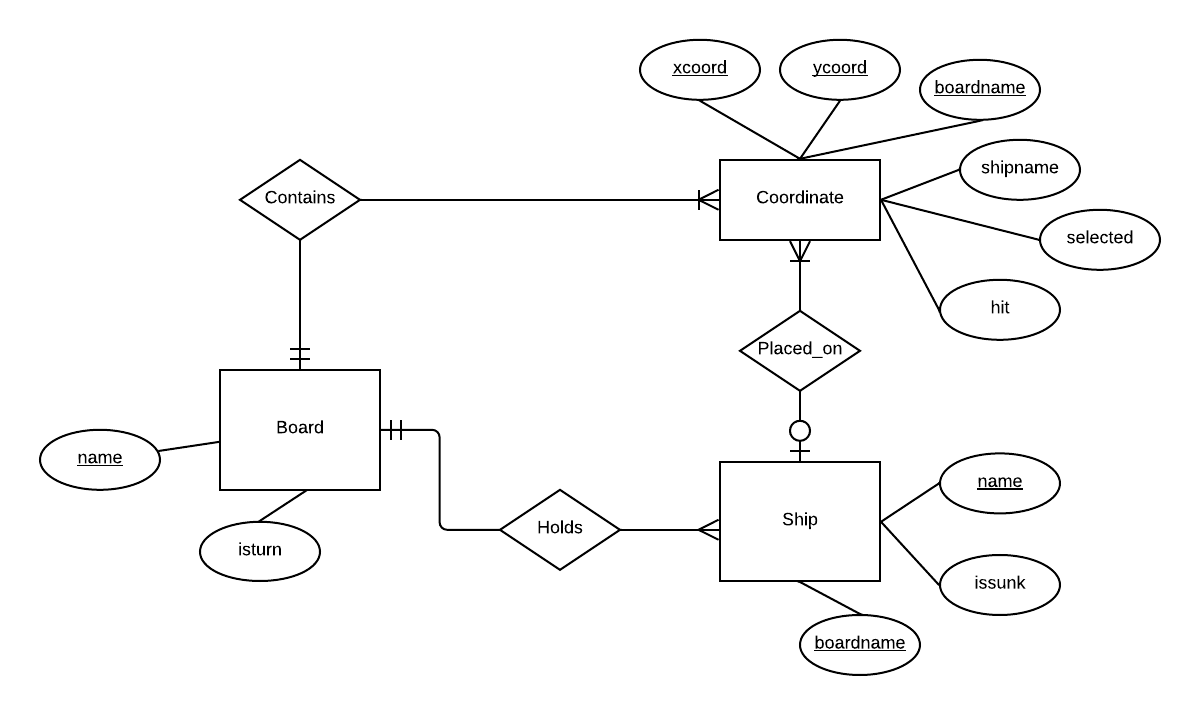 xcoord
ycoord
boardname
shipname
Contains
Coordinate
selected
hit
Placed_on
Board
name
name
Ship
Holds
isturn
issunk
boardname